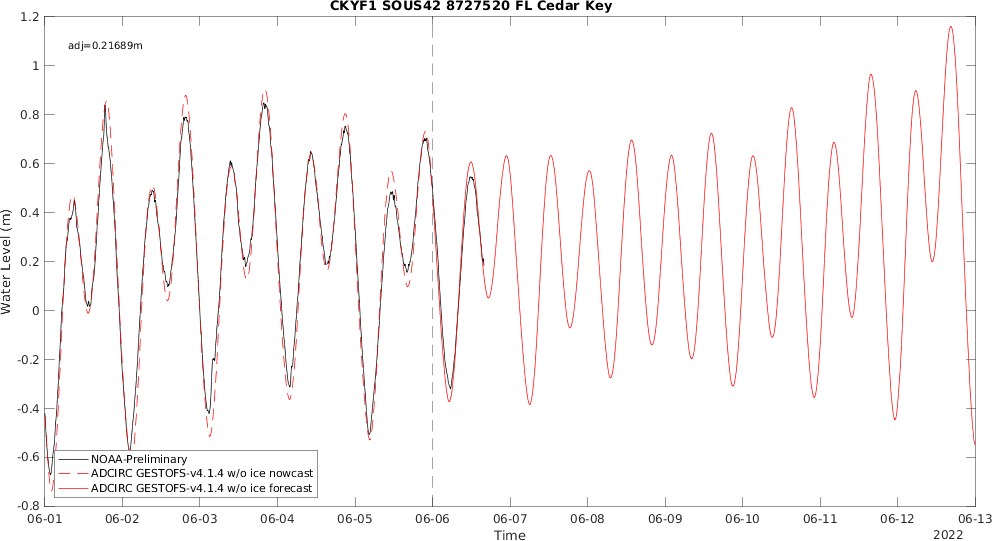 CKYF1 SOUS42 8727520 FL Cedar Key
adj=0.21689m
Water Level (m)
1.2
1
0.8
0.6
0.4
0.2
0
-0.2
-0.4
-0.6
-0.8
NOAA-Preliminary
ADCIRC GESTOFS-v4.1.4 w/o ice nowcast
ADCIRC GESTOFS-v4.1.4 w/o ice forecast
06-01 06-02 06-03 06-04 06-05 06-06 06-07 06-08 06-09 06-10 06-11 06-12 06-13
Time
2022